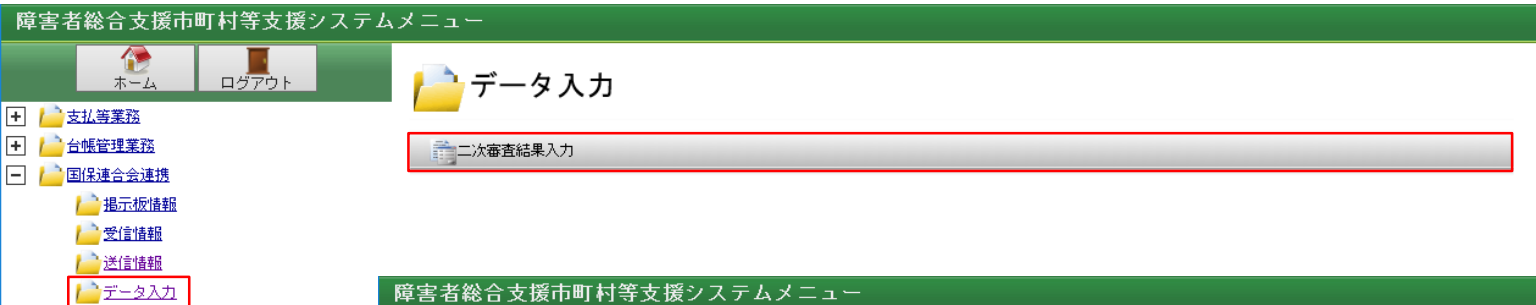 障害者総合支援市町村等支援システムメニュー
ホーム
ログアウト
データ入力
支払等業務
台帳管理業務
国保連合会連携
掲示板情報
受信情報
送信情報
データ入力
二次審査結果入力
障害者総合支援市町村等支援システムメニュー